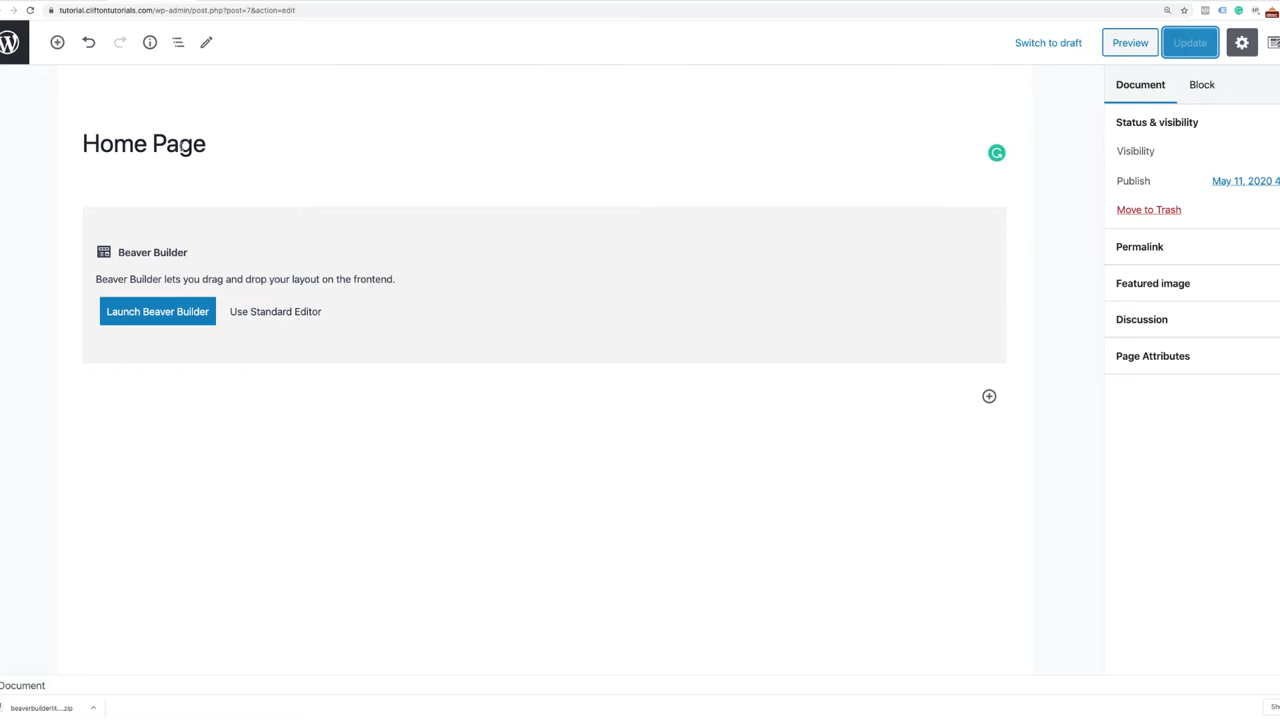 tutorial.cliftontutorials.com/wp-admin/post.php?post=7&action=edit
Switch to draft
Preview
Update
Document
Block
Status & visibility
Home Page
Visibility
Publish
May 11, 2020 4
Move to Trash
Beaver Builder
Permalink
Beaver Builder lets you drag and drop your layout on the frontend.
Featured image
Launch Beaver Builder
Use Standard Editor
Discussion
Page Attributes
Document
beaverbuilderlit....zip